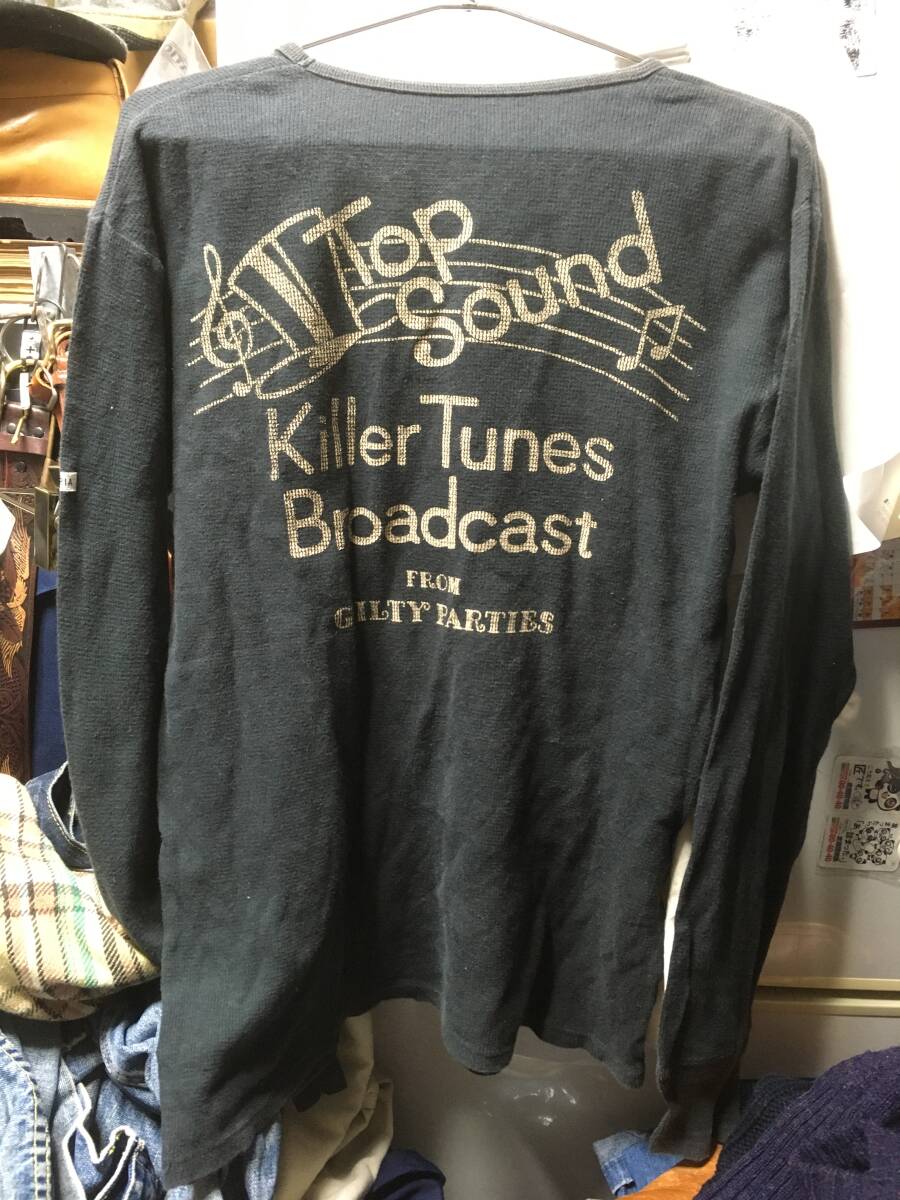 Top
Sound
Killer Tunes
Broadcast
FROM
GUILTY PARTIES